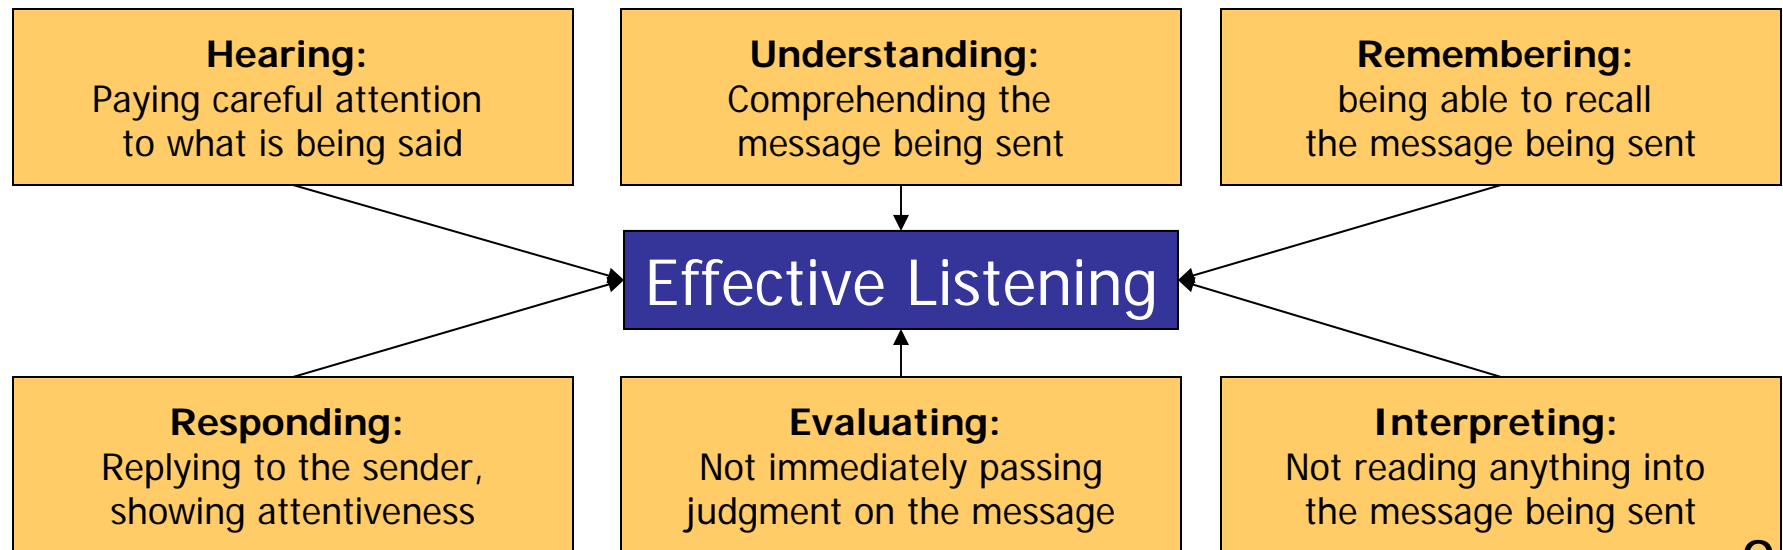 Hearing:
Paying careful attention
to what is being said
Understanding:
Comprehending the
message being sent
Remembering:
being able to recall
the message being sent
Effective Listening
Responding:
Replying to the sender,
showing attentiveness
Evaluating:
Not immediately passing
judgment on the message
Interpreting:
Not reading anything into
the message being sent